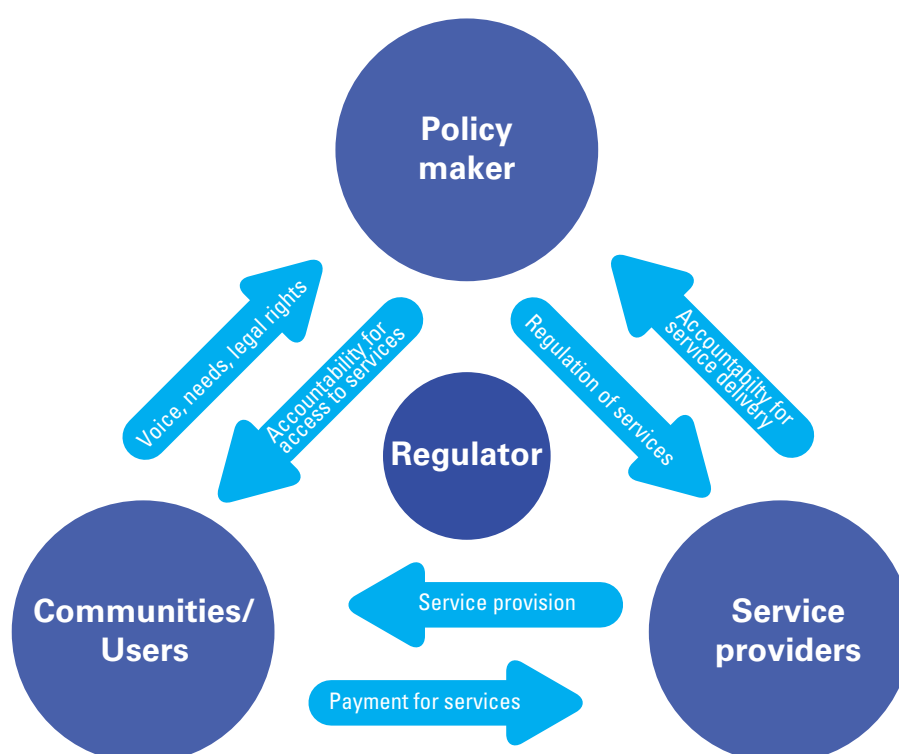 Policy
maker
Voice, needs, legal rights
Accountability for
access to services
Regulation of services
Accountabilty for
service delivery
Regulator
Communities/
Users
Service provision
Service
providers
Payment for services